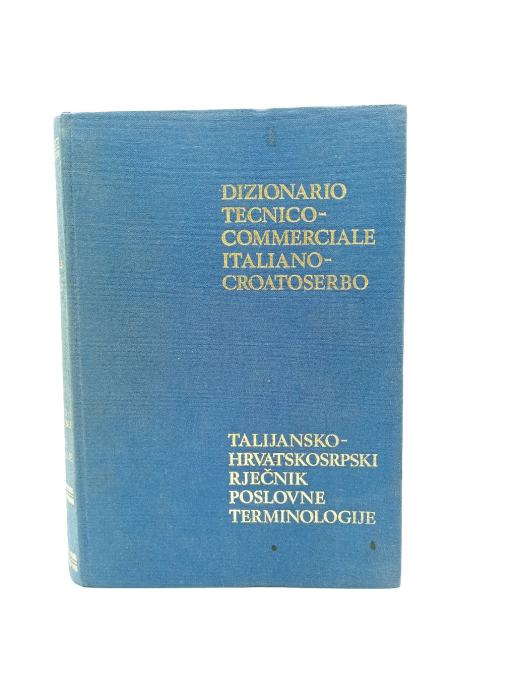 DIZIONARIO
TECNICO-
COMMERCIALE
ITALIANO-
CROATOSERBO
TALIJANSKO-
HRVATSKOSRPSKI
RJEČNIK
POSLOVNE
TERMINOLOGIJE